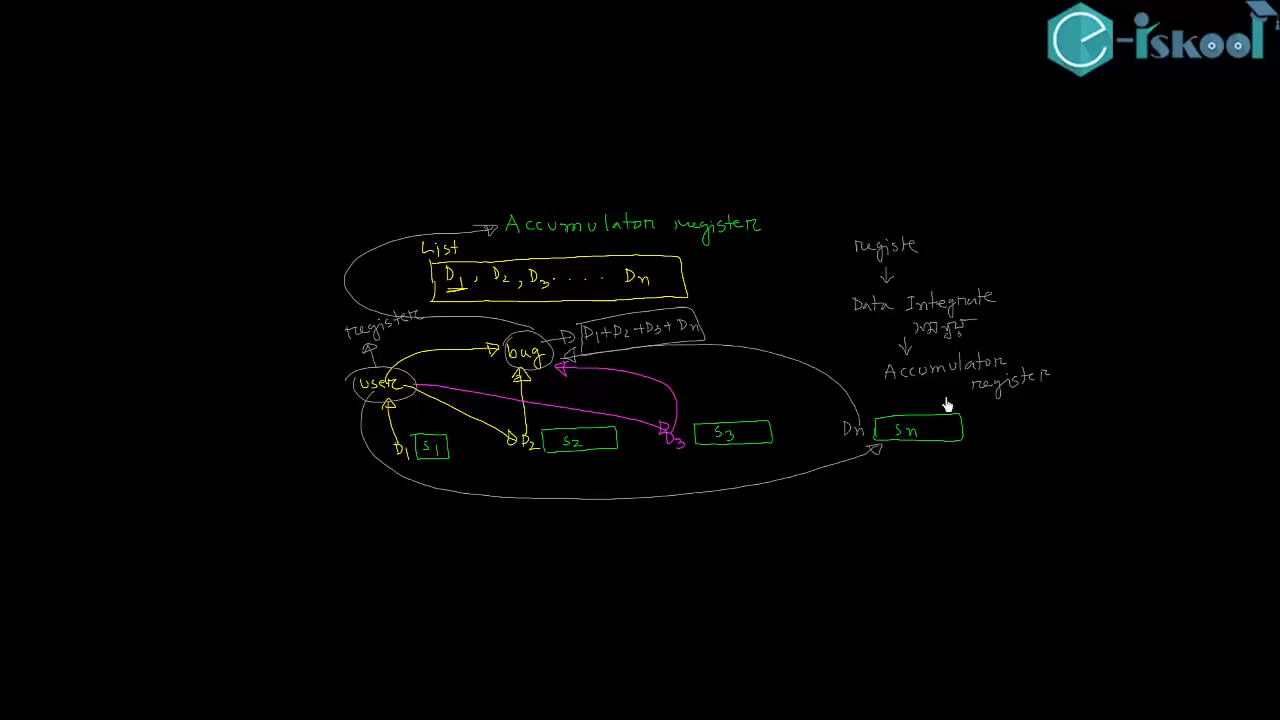 e-iskool
Accumulator register
List
D1, D2, D3 . . . . Dn
register
D1+D2+D3+Dn
bug
user
D1
S1
D2
S2
D3
S3
Dn
Sn
registe
Data Integrate
Accumulator
register